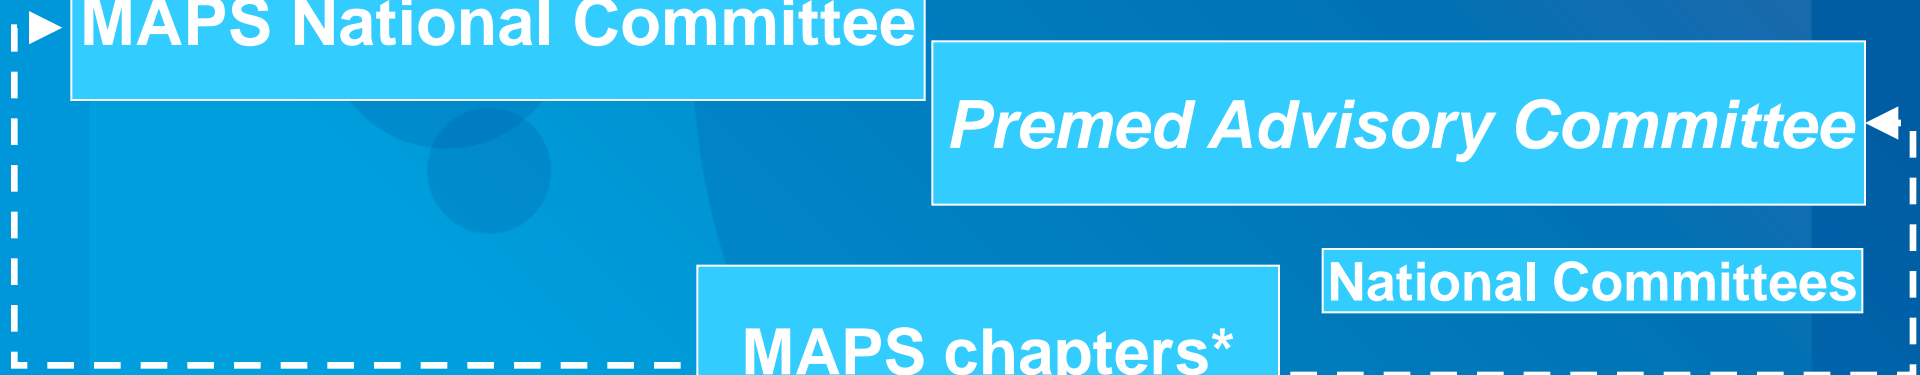 MAPS National Committee
Premed Advisory Committee
National Committees
MAPS chapters*